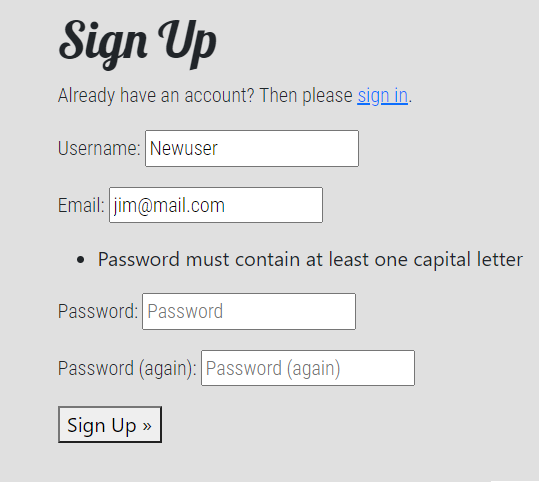 Sign Up
Already have an account? Then please sign in.
Username: Newuser
Email: jim@mail.com
• Password must contain at least one capital letter
Password: Password
Password (again): Password (again)
Sign Up »